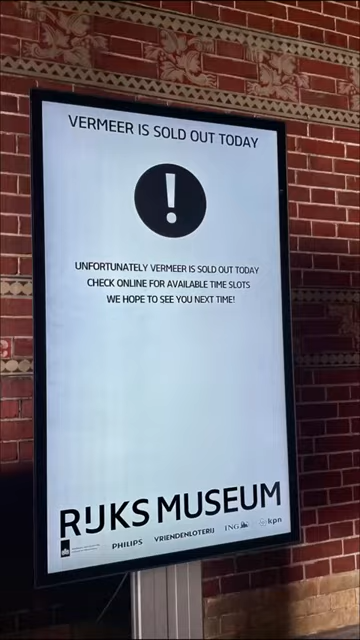 VERMEER IS SOLD OUT TODAY
!
UNFORTUNATELY VERMEER IS SOLD OUT TODAY
CHECK ONLINE FOR AVAILABLE TIME SLOTS
WE HOPE TO SEE YOU NEXT TIME!
RIJKS MUSEUM
PHILIPS VRIENDENLOTERIJ ING kpn